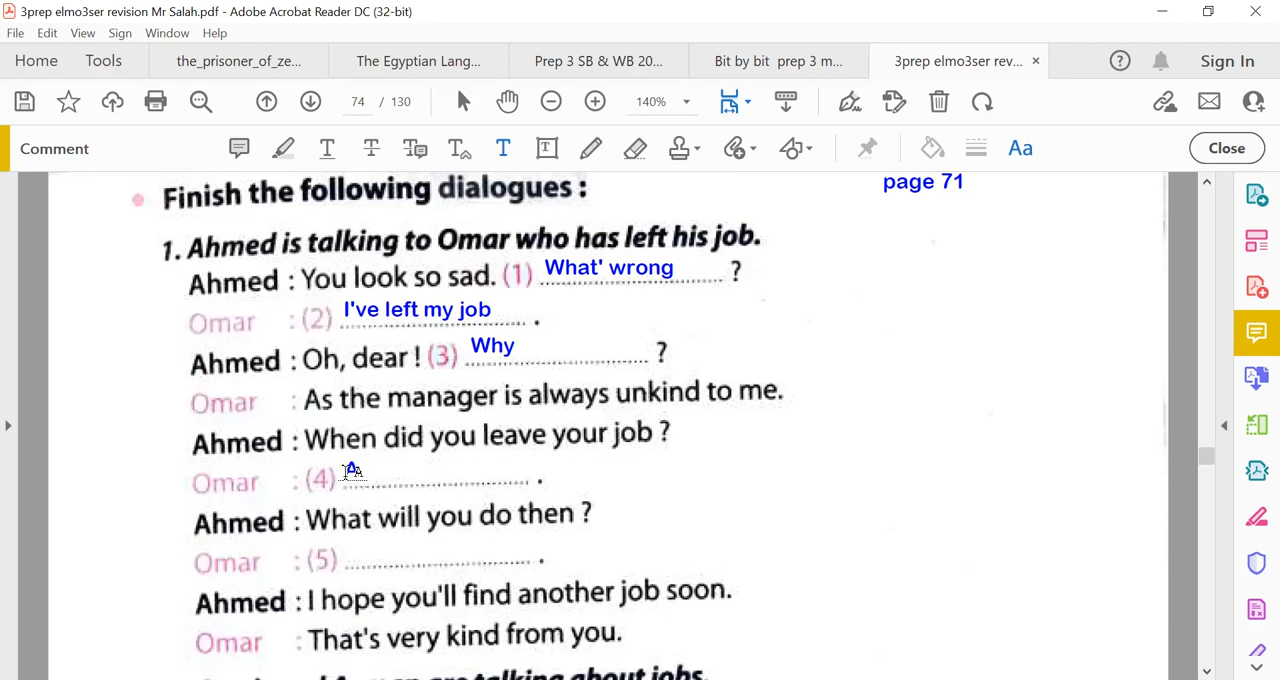 3prep elmo3ser revision Mr Salah.pdf - Adobe Acrobat Reader DC (32-bit)
File Edit View Sign Window Help
Home Tools the_prisoner_of_ze... The Egyptian Lang... Prep 3 SB & WB 20... Bit by bit prep 3 m... 3prep elmo3ser rev... × Sign In
74 / 130 140%
Comment Aa Close
Finish the following dialogues :
page 71
1. Ahmed is talking to Omar who has left his job.
Ahmed : You look so sad. (1) What' wrong ?
Omar : (2) I've left my job .
Ahmed : Oh, dear ! (3) Why ?
Omar : As the manager is always unkind to me.
Ahmed : When did you leave your job ?
Omar : (4) A .
Ahmed : What will you do then ?
Omar : (5) .
Ahmed : I hope you'll find another job soon.
Omar : That's very kind from you.
are talking about jobs.